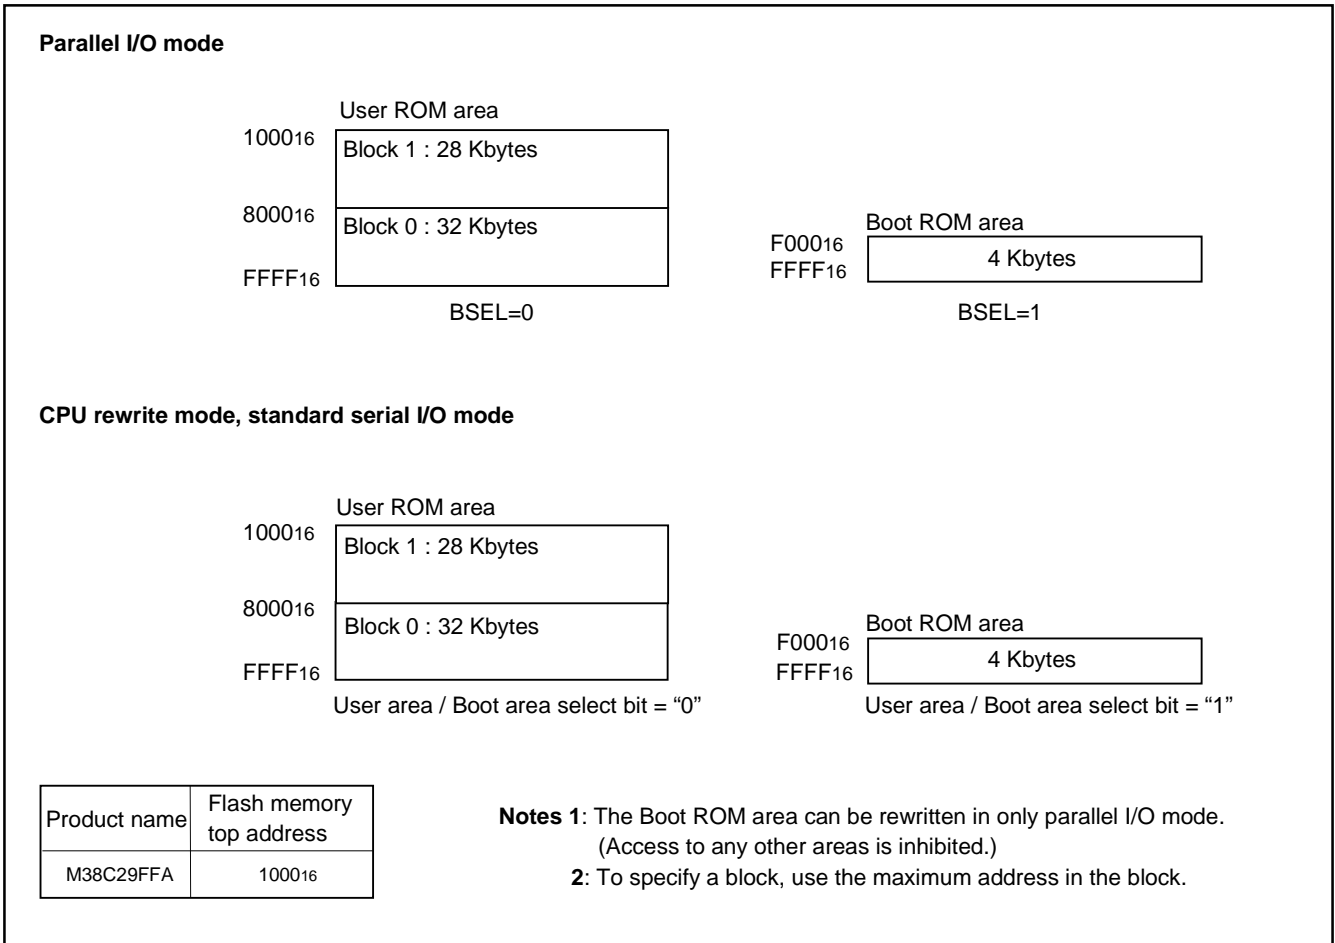 Parallel I/O mode
User ROM area
100016
Block 1 : 28 Kbytes
800016
Block 0 : 32 Kbytes
FFFF16
BSEL=0
Boot ROM area
F00016
4 Kbytes
FFFF16
BSEL=1
CPU rewrite mode, standard serial I/O mode
User ROM area
100016
Block 1 : 28 Kbytes
800016
Block 0 : 32 Kbytes
FFFF16
User area / Boot area select bit = “0”
Boot ROM area
F00016
4 Kbytes
FFFF16
User area / Boot area select bit = “1”
Product name
Flash memory
top address
M38C29FFA
100016
Notes 1: The Boot ROM area can be rewritten in only parallel I/O mode.
(Access to any other areas is inhibited.)
2: To specify a block, use the maximum address in the block.